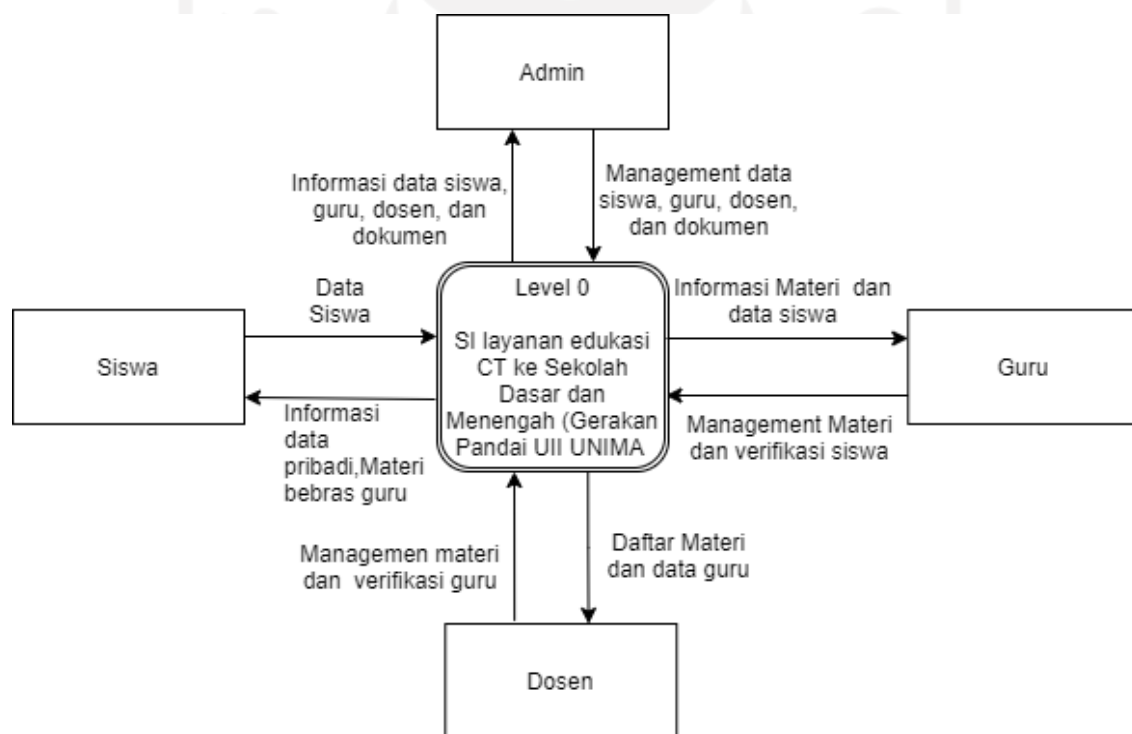 Admin
Informasi data siswa,
guru, dosen, dan
dokumen
Management data
siswa, guru, dosen,
dan dokumen
Data
Siswa
Level 0
SI layanan edukasi
CT ke Sekolah
Dasar dan
Menengah (Gerakan
Pandai UII UNIMA
Informasi Materi dan
data siswa
Siswa
Guru
Informasi
data
pribadi,Materi
bebras guru
Management Materi
dan verifikasi siswa
Managemen materi
dan verifikasi guru
Daftar Materi
dan data guru
Dosen